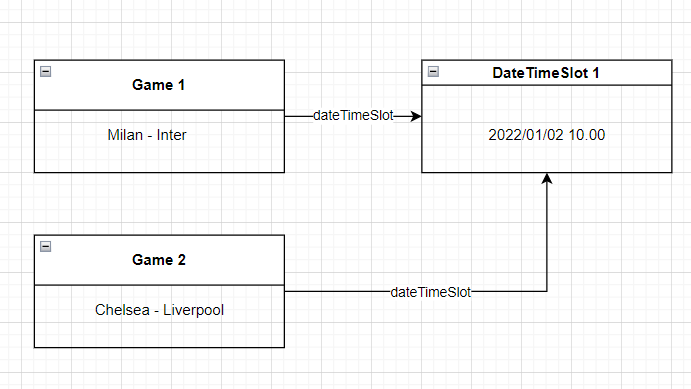 Game 1
Milan - Inter
dateTimeSlot
DateTimeSlot 1
2022/01/02 10.00
Game 2
Chelsea - Liverpool
dateTimeSlot